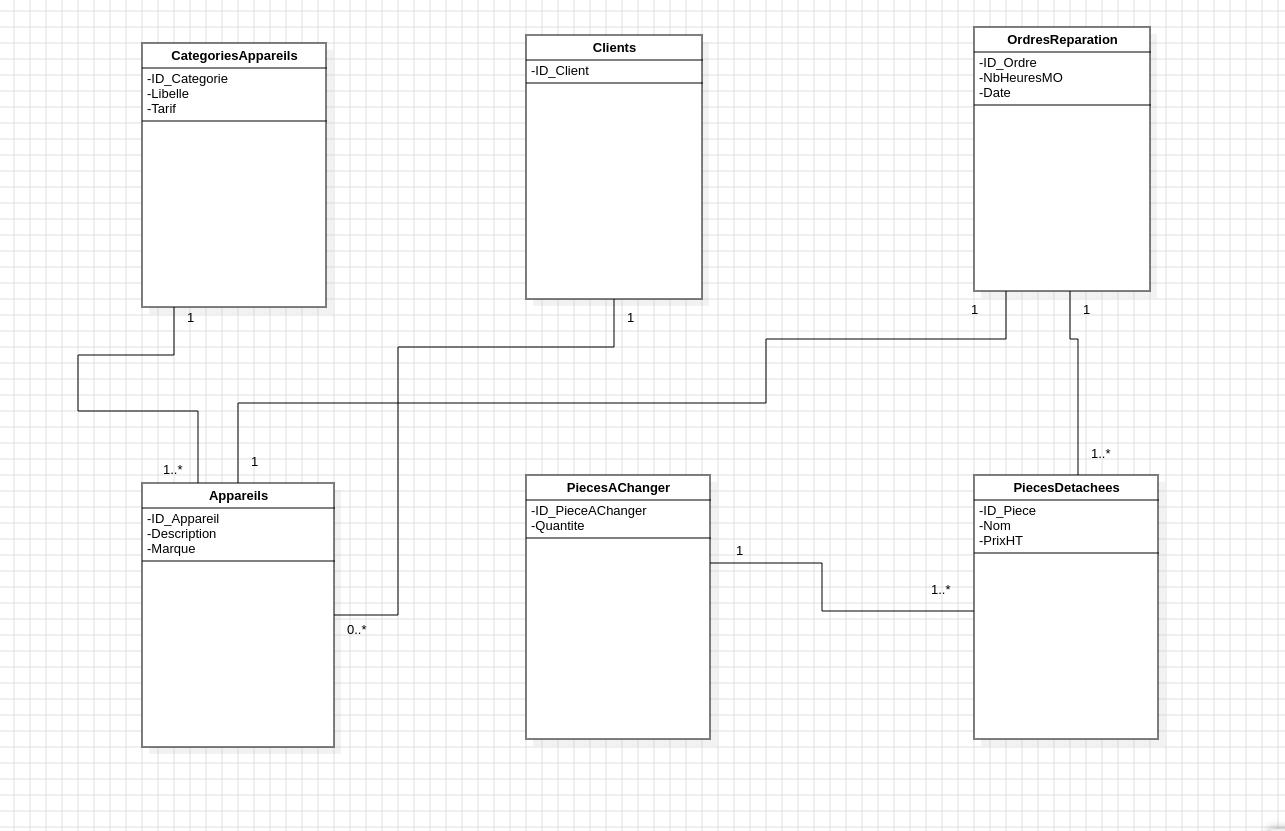 CategoriesAppareils
-ID_Categorie
-Libelle
-Tarif
1
Clients
-ID_Client
1
OrdresReparation
-ID_Ordre
-NbHeuresMO
-Date
1
1
1..*
1
Appareils
-ID_Appareil
-Description
-Marque
0..*
PiecesAChanger
-ID_PieceAChanger
-Quantite
1
1..*
PiecesDetachees
-ID_Piece
-Nom
-PrixHT
1..*